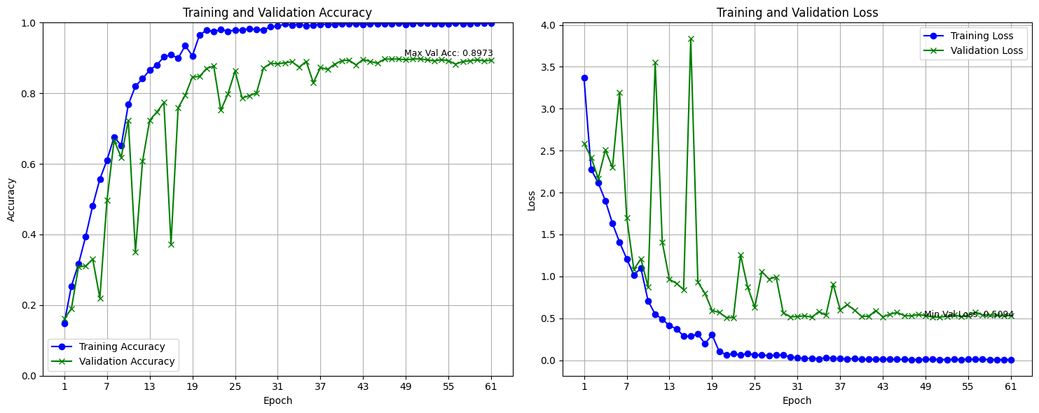 Training and Validation Accuracy
1.0
0.8
0.6
0.4
0.2
0.0
Accuracy
Max Val Acc: 0.8973
Training Accuracy
Validation Accuracy
1 7 13 19 25 31 37 43 49 55 61
Epoch
Training and Validation Loss
4.0
3.5
3.0
2.5
2.0
1.5
1.0
0.5
0.0
Loss
Training Loss
Validation Loss
Min Val Loss: 0.5094
1 7 13 19 25 31 37 43 49 55 61
Epoch